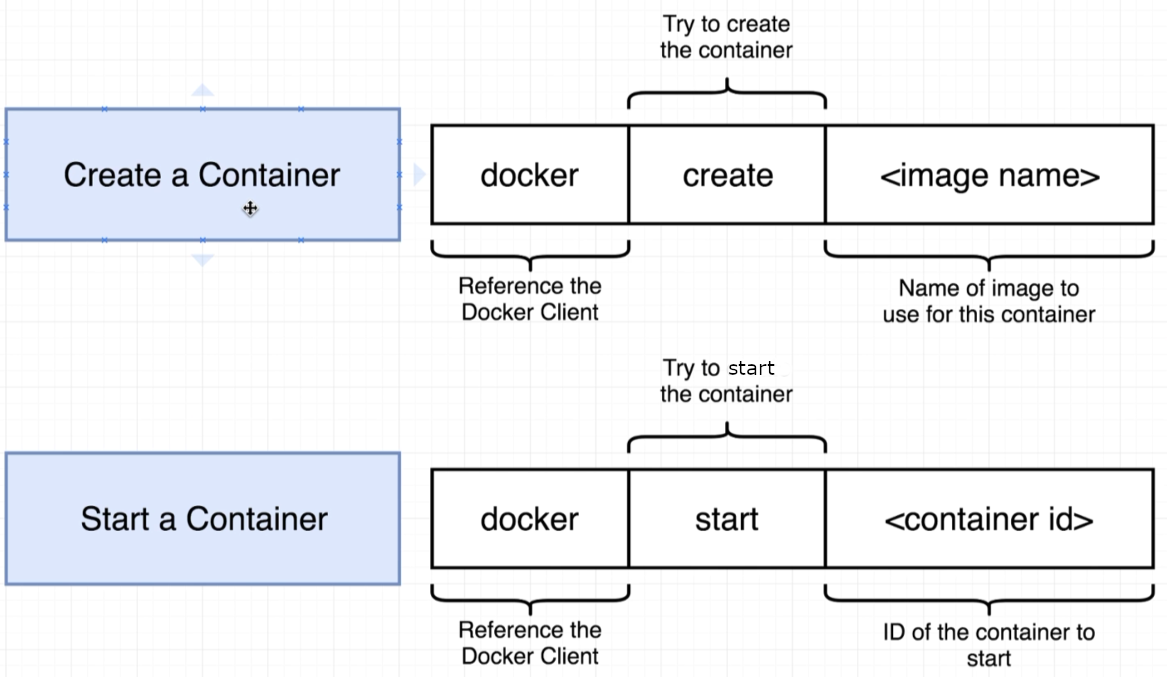 Try to create
the container
Create a Container
docker
create
<image name>
Reference the
Docker Client
Name of image to
use for this container
Try to start
the container
Start a Container
docker
start
<container id>
Reference the
Docker Client
ID of the container to
start